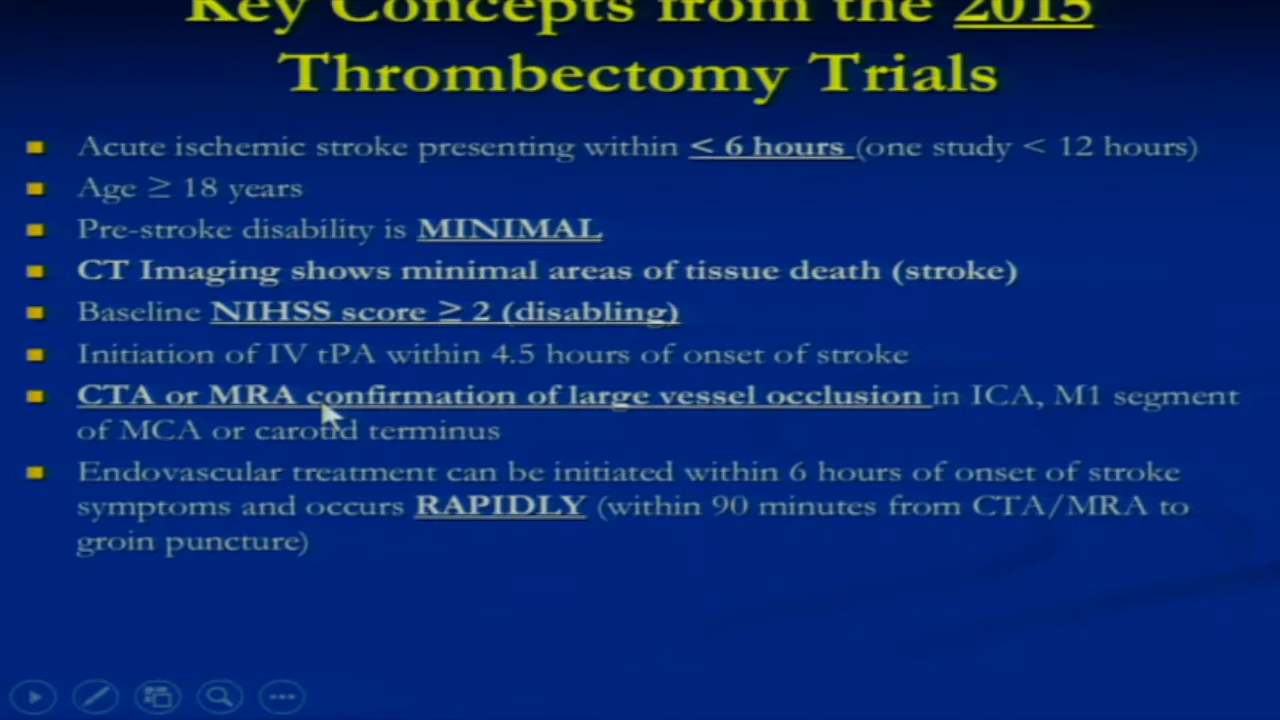 Key Concepts from the 2015
Thrombectomy Trials
Acute ischemic stroke presenting within < 6 hours (one study < 12 hours)
Age ≥ 18 years
Pre-stroke disability is MINIMAL
CT Imaging shows minimal areas of tissue death (stroke)
Baseline NIHSS score ≥ 2 (disabling)
Initiation of IV tPA within 4.5 hours of onset of stroke
CTA or MRA confirmation of large vessel occlusion in ICA, M1 segment
of MCA or carotid terminus
Endovascular treatment can be initiated within 6 hours of onset of stroke
symptoms and occurs RAPIDLY (within 90 minutes from CTA/MRA to
groin puncture)